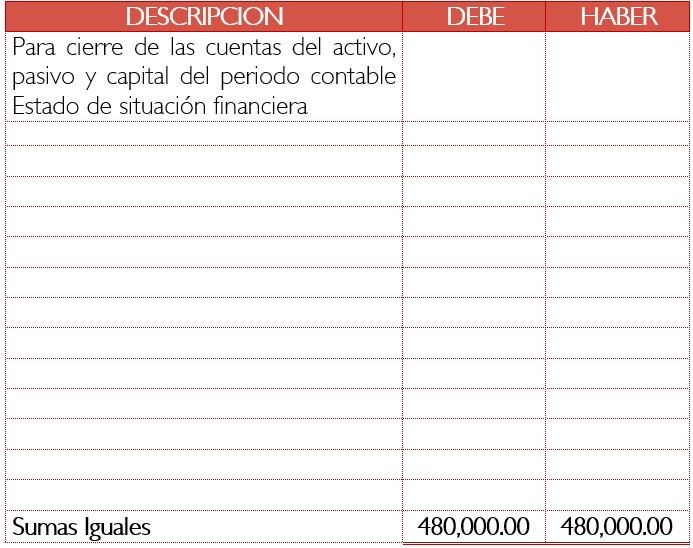 DESCRIPCION DEBE HABER
Para cierre de las cuentas del activo,
pasivo y capital del periodo contable
Estado de situación financiera
Sumas Iguales 480,000.00 480,000.00